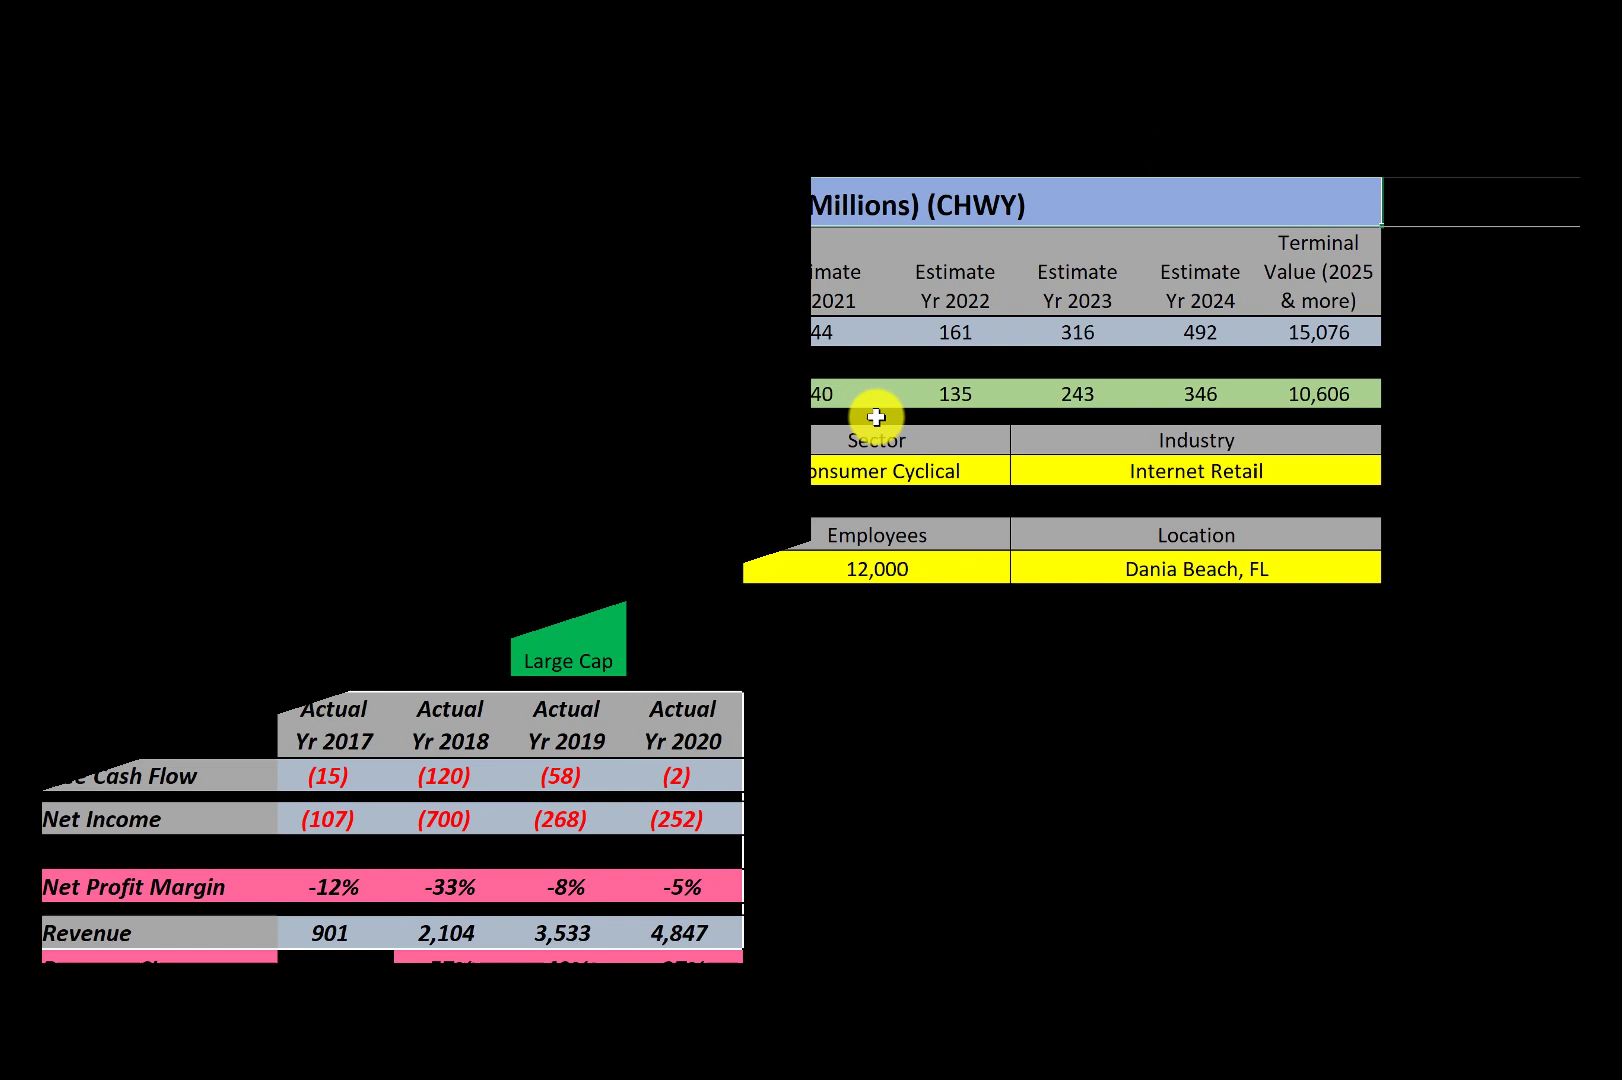 Millions) (CHWY)
Terminal
imate Estimate Estimate Estimate Value (2025
2021 Yr 2022 Yr 2023 Yr 2024 & more)
44 161 316 492 15,076
40 135 243 346 10,606
Sector Industry
onsumer Cyclical Internet Retail
Employees Location
12,000 Dania Beach, FL
Large Cap
Actual Actual Actual Actual
Yr 2017 Yr 2018 Yr 2019 Yr 2020
Cash Flow (15) (120) (58) (2)
Net Income (107) (700) (268) (252)
Net Profit Margin -12% -33% -8% -5%
Revenue 901 2,104 3,533 4,847